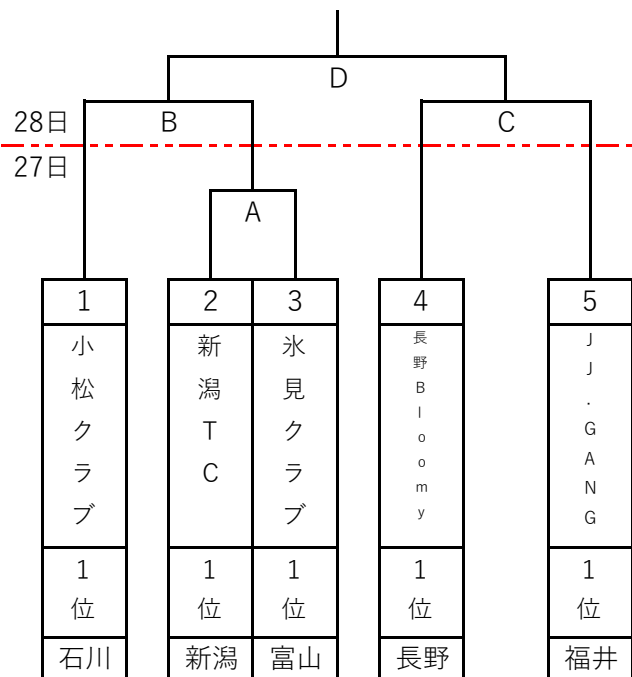 D
28日
B
C
27日
A
1
2
3
4
5
小松クラブ
新潟TC
氷見クラブ
長野Bloomy
JJ.GANG
1位
1位
1位
1位
1位
石川
新潟
富山
長野
福井